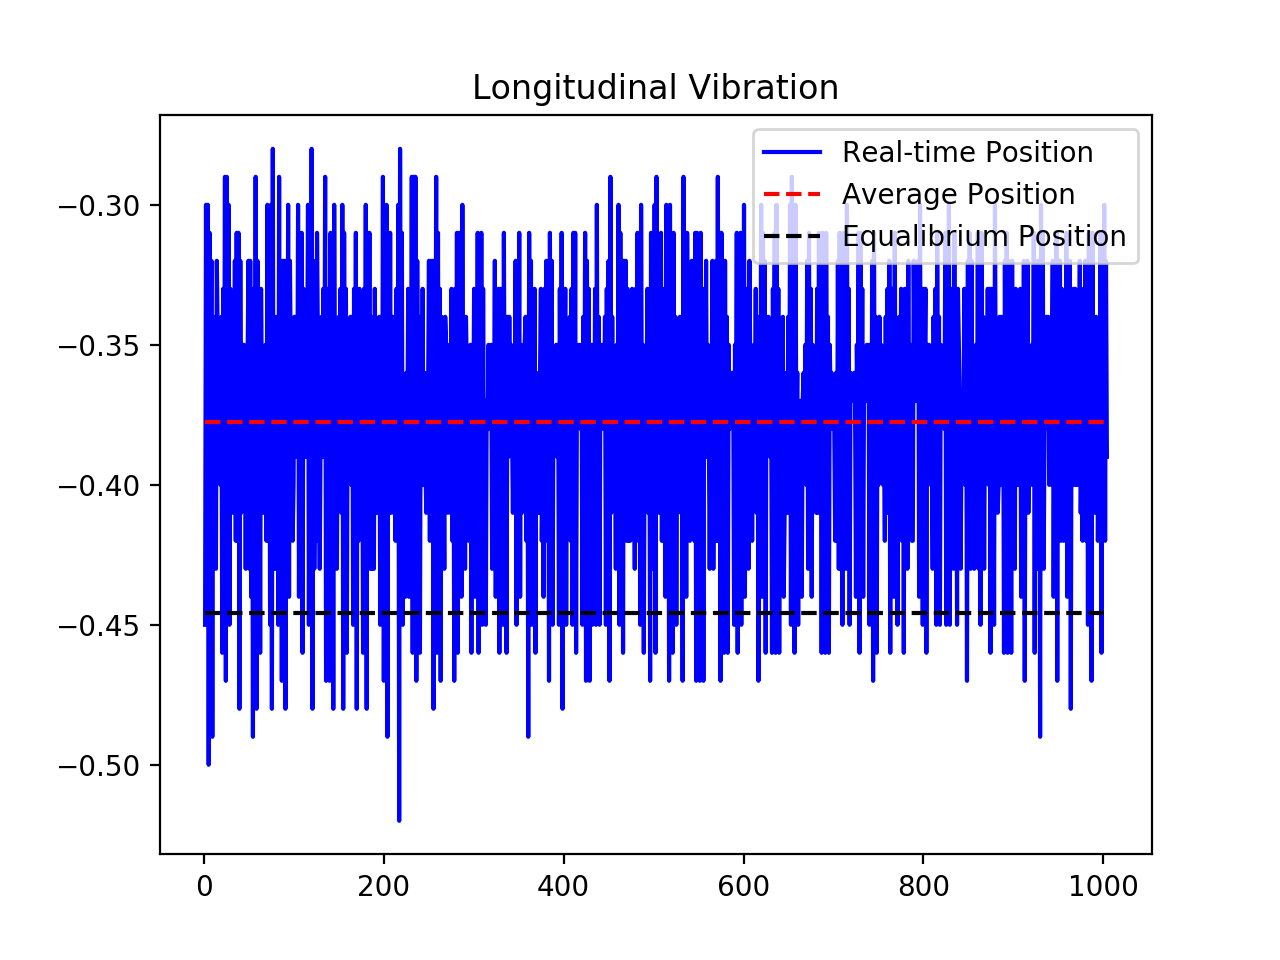 Longitudinal Vibration
Real-time Position
Average Position
Equalibrium Position
−0.30
−0.35
−0.40
−0.45
−0.50
0 200 400 600 800 1000